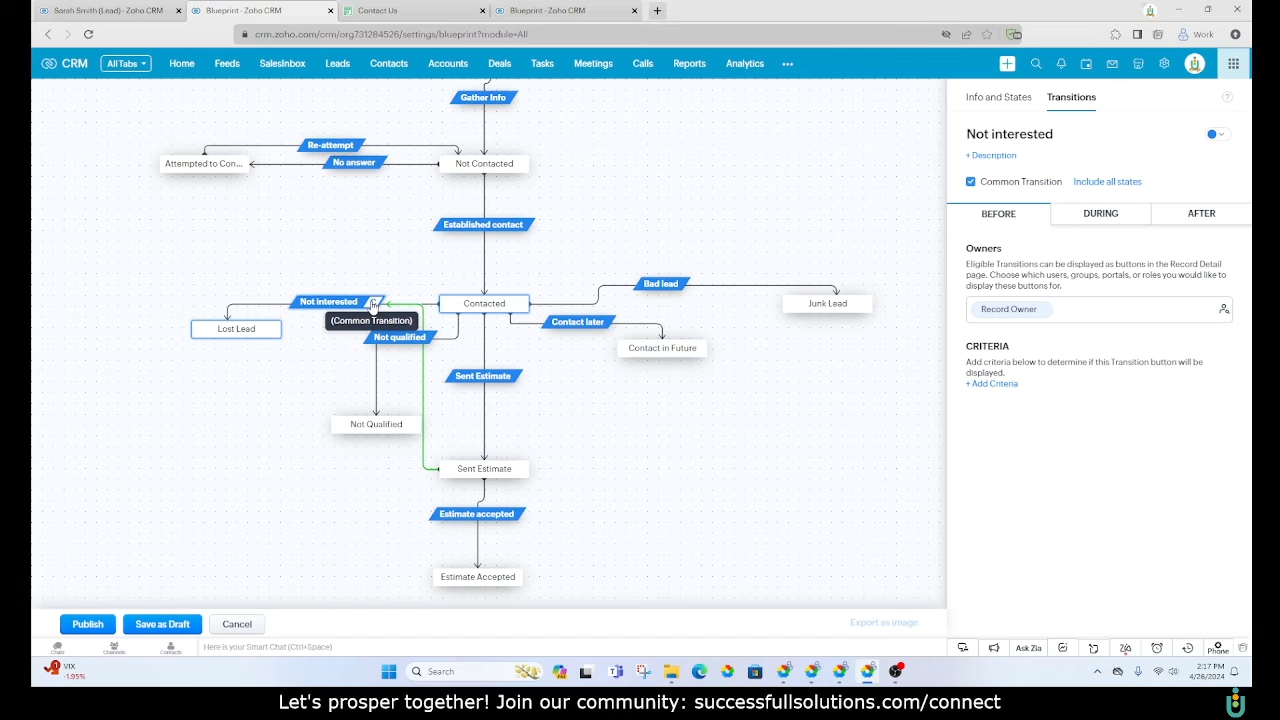 Sarah Smith (Lead) - Zoho CRM
Blueprint - Zoho CRM
Contact Us
Blueprint - Zoho CRM
crm.zoho.com/crm/org731284526/settings/blueprint?module=All
Work
CRM
All Tabs
Home
Feeds
SalesInbox
Leads
Contacts
Accounts
Deals
Tasks
Meetings
Calls
Reports
Analytics
Gather Info
Re-attempt
Attempted to Con...
No answer
Not Contacted
Established contact
Bad lead
Not interested
Contacted
Junk Lead
(Common Transition)
Contact later
Lost Lead
Not qualified
Contact in Future
Sent Estimate
Not Qualified
Sent Estimate
Estimate accepted
Estimate Accepted
Info and States
Transitions
Not interested
+ Description
Common Transition
Include all states
BEFORE
DURING
AFTER
Owners
Eligible Transitions can be displayed as buttons in the Record Detail
page. Choose which users, groups, portals, or roles you would like to
display these buttons for.
Record Owner
CRITERIA
Add criteria below to determine if this Transition button will be
displayed.
+ Add Criteria
Publish
Save as Draft
Cancel
Export as image
Chats
Channels
Contacts
Here is your Smart Chat (Ctrl+Space)
Ask Zia
Phone
VIX
-1.95%
Search
2:17 PM
4/26/2024
Let's prosper together! Join our community: successfullsolutions.com/connect